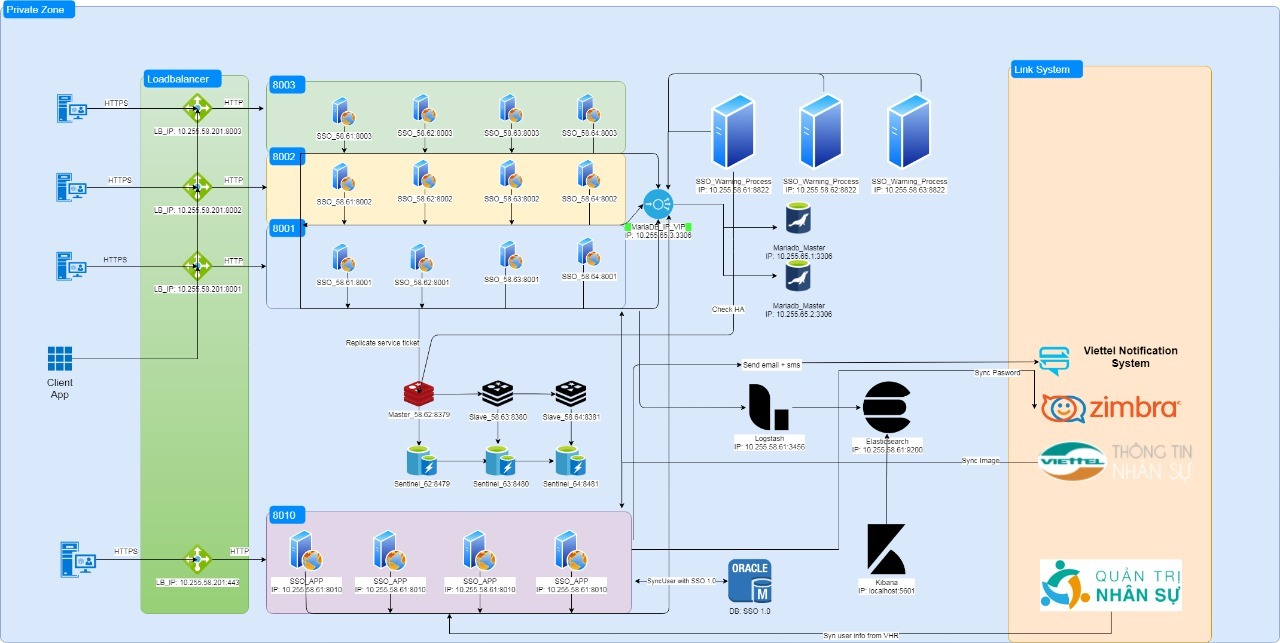 Private Zone
Loadbalancer
8003
Link System
HTTPS
HTTP
LB_IP: 10.255.58.201:8003
SSO_58.61:8003
SSO_58.62:8003
SSO_58.63:8003
SSO_58.64:8003
8002
HTTPS
HTTP
LB_IP: 10.255.58.201:8002
SSO_58.61:8002
SSO_58.62:8002
SSO_58.63:8002
SSO_58.64:8002
SSO_Warning_Process
IP: 10.255.58.61:8822
SSO_Warning_Process
IP: 10.255.58.62:8822
SSO_Warning_Process
IP: 10.255.58.63:8822
8001
MariaDB_IP_VIP
IP: 10.255.65.3:3306
Mariadb_Master
IP: 10.255.65.1:3306
HTTPS
HTTP
LB_IP: 10.255.58.201:8001
SSO_58.61:8001
SSO_58.62:8001
SSO_58.63:8001
SSO_58.64:8001
Mariadb_Master
IP: 10.255.65.2:3306
Check HA
Replicate service ticket
Client
App
Send email + sms
Viettel Notification
System
Sync Pasword
zimbra
Master_58.62:8379
Slave_58.63:8380
Slave_58.64:8381
Logstash
IP: 10.255.58.61:3456
Elasticsearch
IP: 10.255.58.61:9200
Sync Image
VIETTEL
THÔNG TIN
NHÂN SỰ
Sentinel_62:8479
Sentinel_63:8480
Sentinel_64:8481
8010
HTTPS
HTTP
LB_IP: 10.255.58.201:443
SSO_APP
IP: 10.255.58.61:8010
SSO_APP
IP: 10.255.58.61:8010
SSO_APP
IP: 10.255.58.61:8010
SSO_APP
IP: 10.255.58.61:8010
SyncUser with SSO 1.0
ORACLE
M
DB: SSO 1.0
Kibana
IP: localhost:5601
QUẢN TRỊ
NHÂN SỰ
Syn user info from VHR